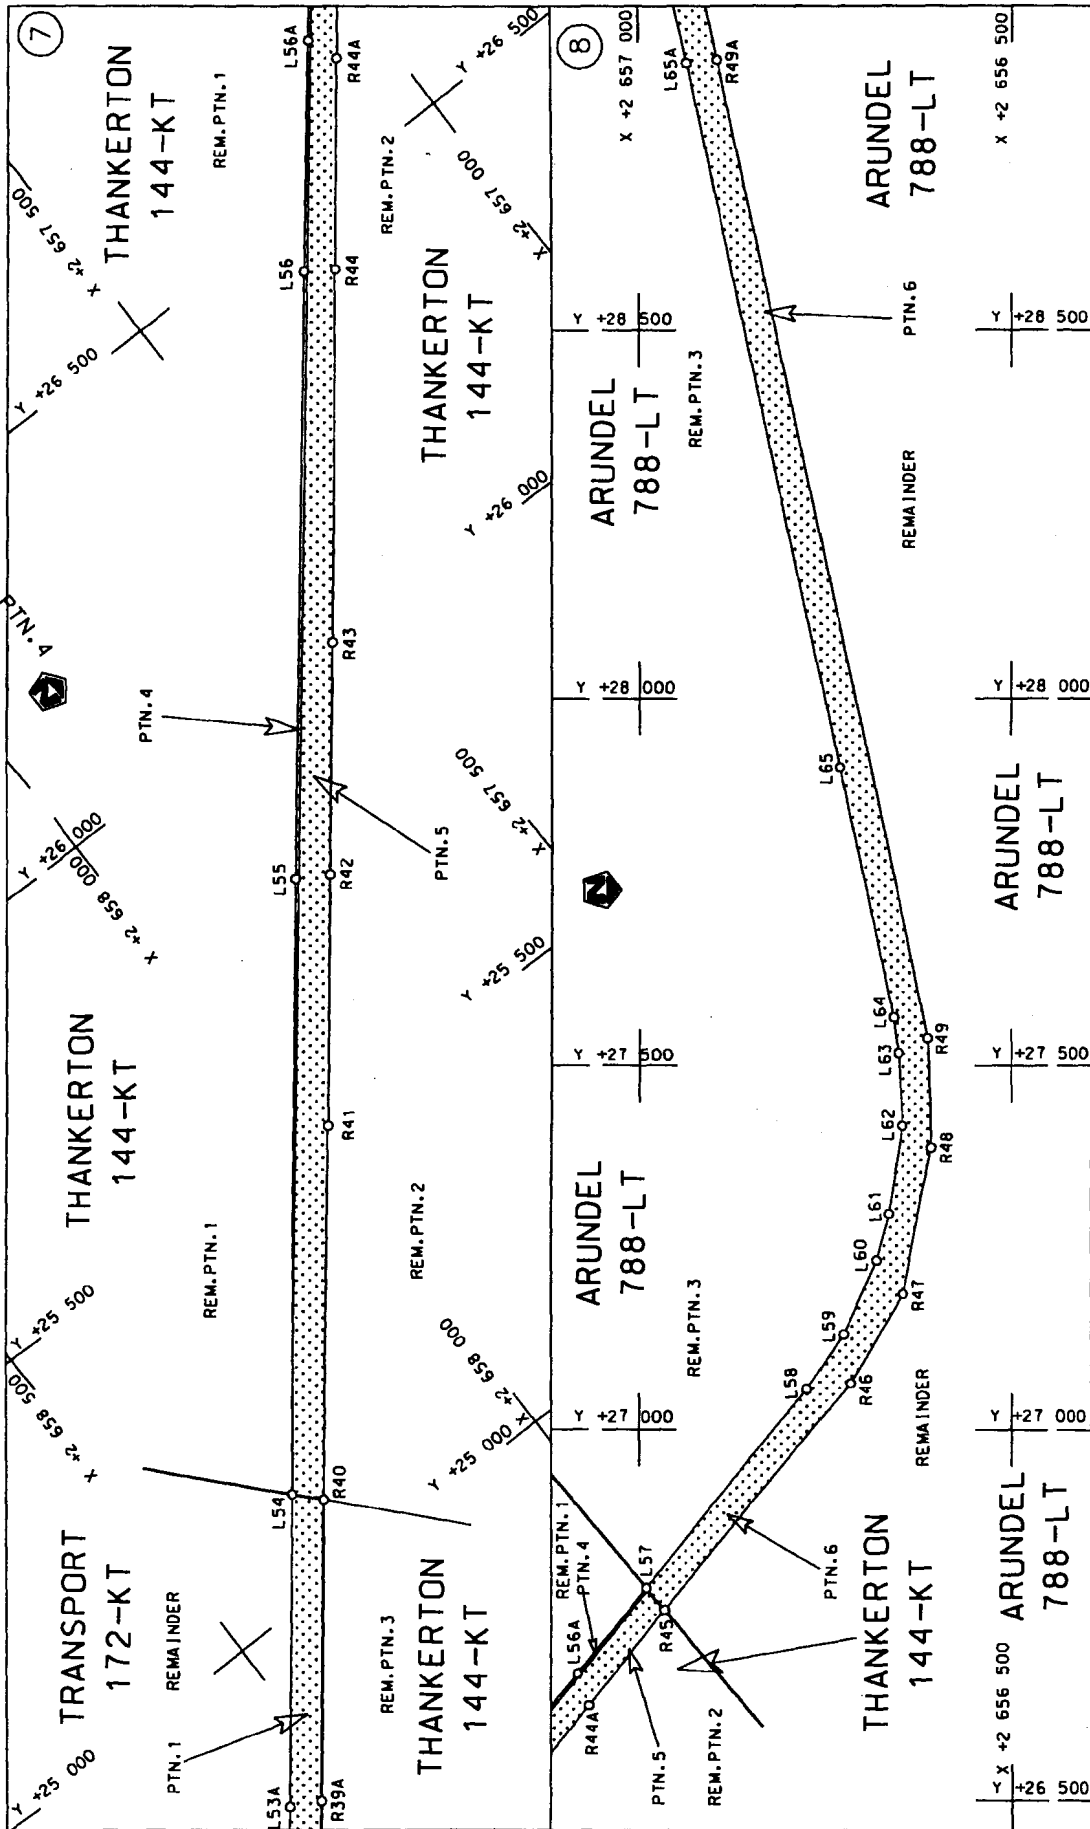 7
TRANSPORT
172-KT
REMAINDER
PTN.1
Y +25 000
L53A
R39A
L54
R40
REM.PTN.3
THANKERTON
144-KT
X +2 658 500
Y +25 500
THANKERTON
144-KT
REM.PTN.1
R41
REM.PTN.2
Y +25 000
X +2 658 000
X +2 658 000
Y +26 000
L55
R42
PTN.4
PTN.5
R43
Y +25 500
X +2 657 500
PTN.4
N
Y +26 500
X +2 657 500
L56
R44
THANKERTON
144-KT
Y +26 000
THANKERTON
144-KT
REM.PTN.1
REM.PTN.2
L56A
R44A
X +2 657 000
Y +26 500
8
REM.PTN.1
PTN.4
L56A
R44A
L57
R45
PTN.5
REM.PTN.2
THANKERTON
144-KT
PTN.6
X +2 656 500
Y +26 500
ARUNDEL
788-LT
Y +27 000
Y +27 000
L58
R46
L59
R47
L60
L61
REMAINDER
REM.PTN.3
ARUNDEL
788-LT
L62
R48
L63
L64
R49
Y +27 500
Y +27 500
N
L65
ARUNDEL
788-LT
Y +28 000
Y +28 000
ARUNDEL
788-LT
REM.PTN.3
REMAINDER
PTN.6
Y +28 500
Y +28 500
L65A
R49A
X +2 657 000
ARUNDEL
788-LT
X +2 656 500